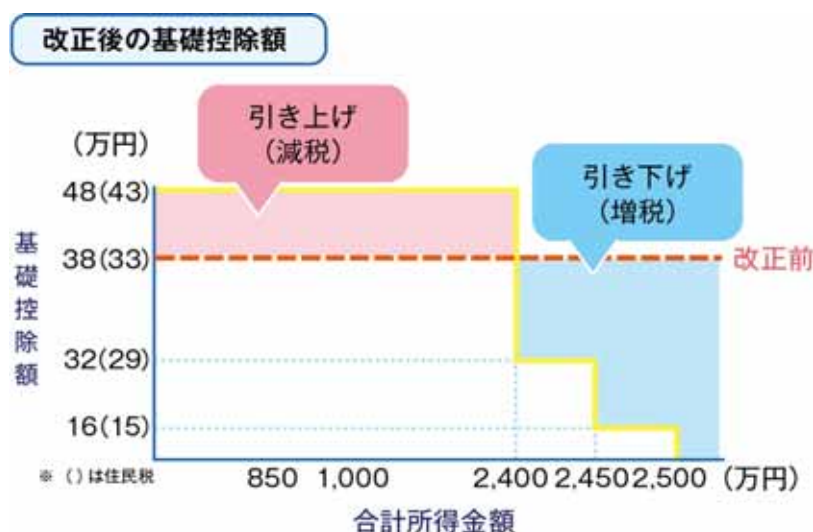 改正後の基礎控除額
引き上げ
(減税)
(万円)
引き下げ
(増税)
48(43)
38(33)
改正前
32(29)
16(15)
基礎控除額
※ ()は住民税
850 1,000 2,400 2,450 2,500 (万円)
合計所得金額